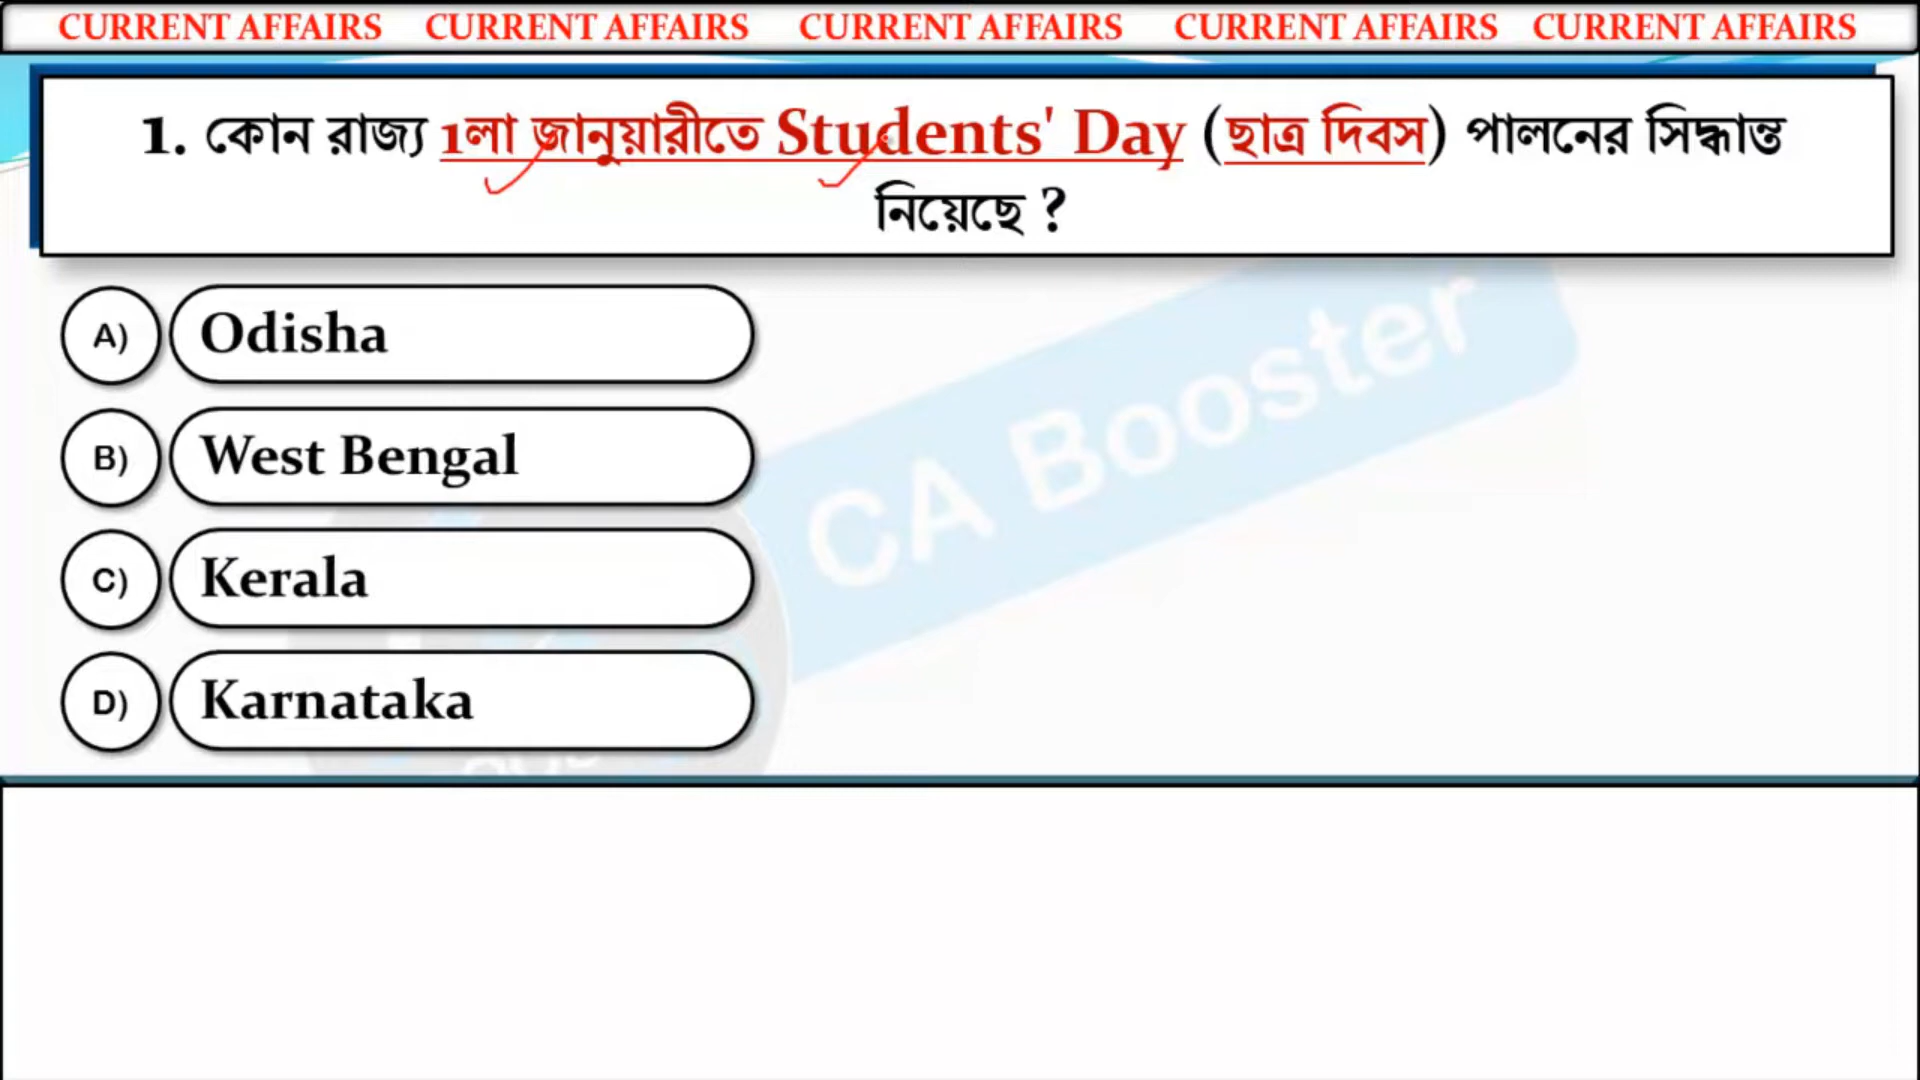 CURRENT AFFAIRS CURRENT AFFAIRS CURRENT AFFAIRS CURRENT AFFAIRS CURRENT AFFAIRS
1. কোন রাজ্য 1লা জানুয়ারীতে Students' Day (ছাত্র দিবস) পালনের সিদ্ধান্ত
নিয়েছে ?
A) Odisha
B) West Bengal
C) Kerala
D) Karnataka
CA Booster